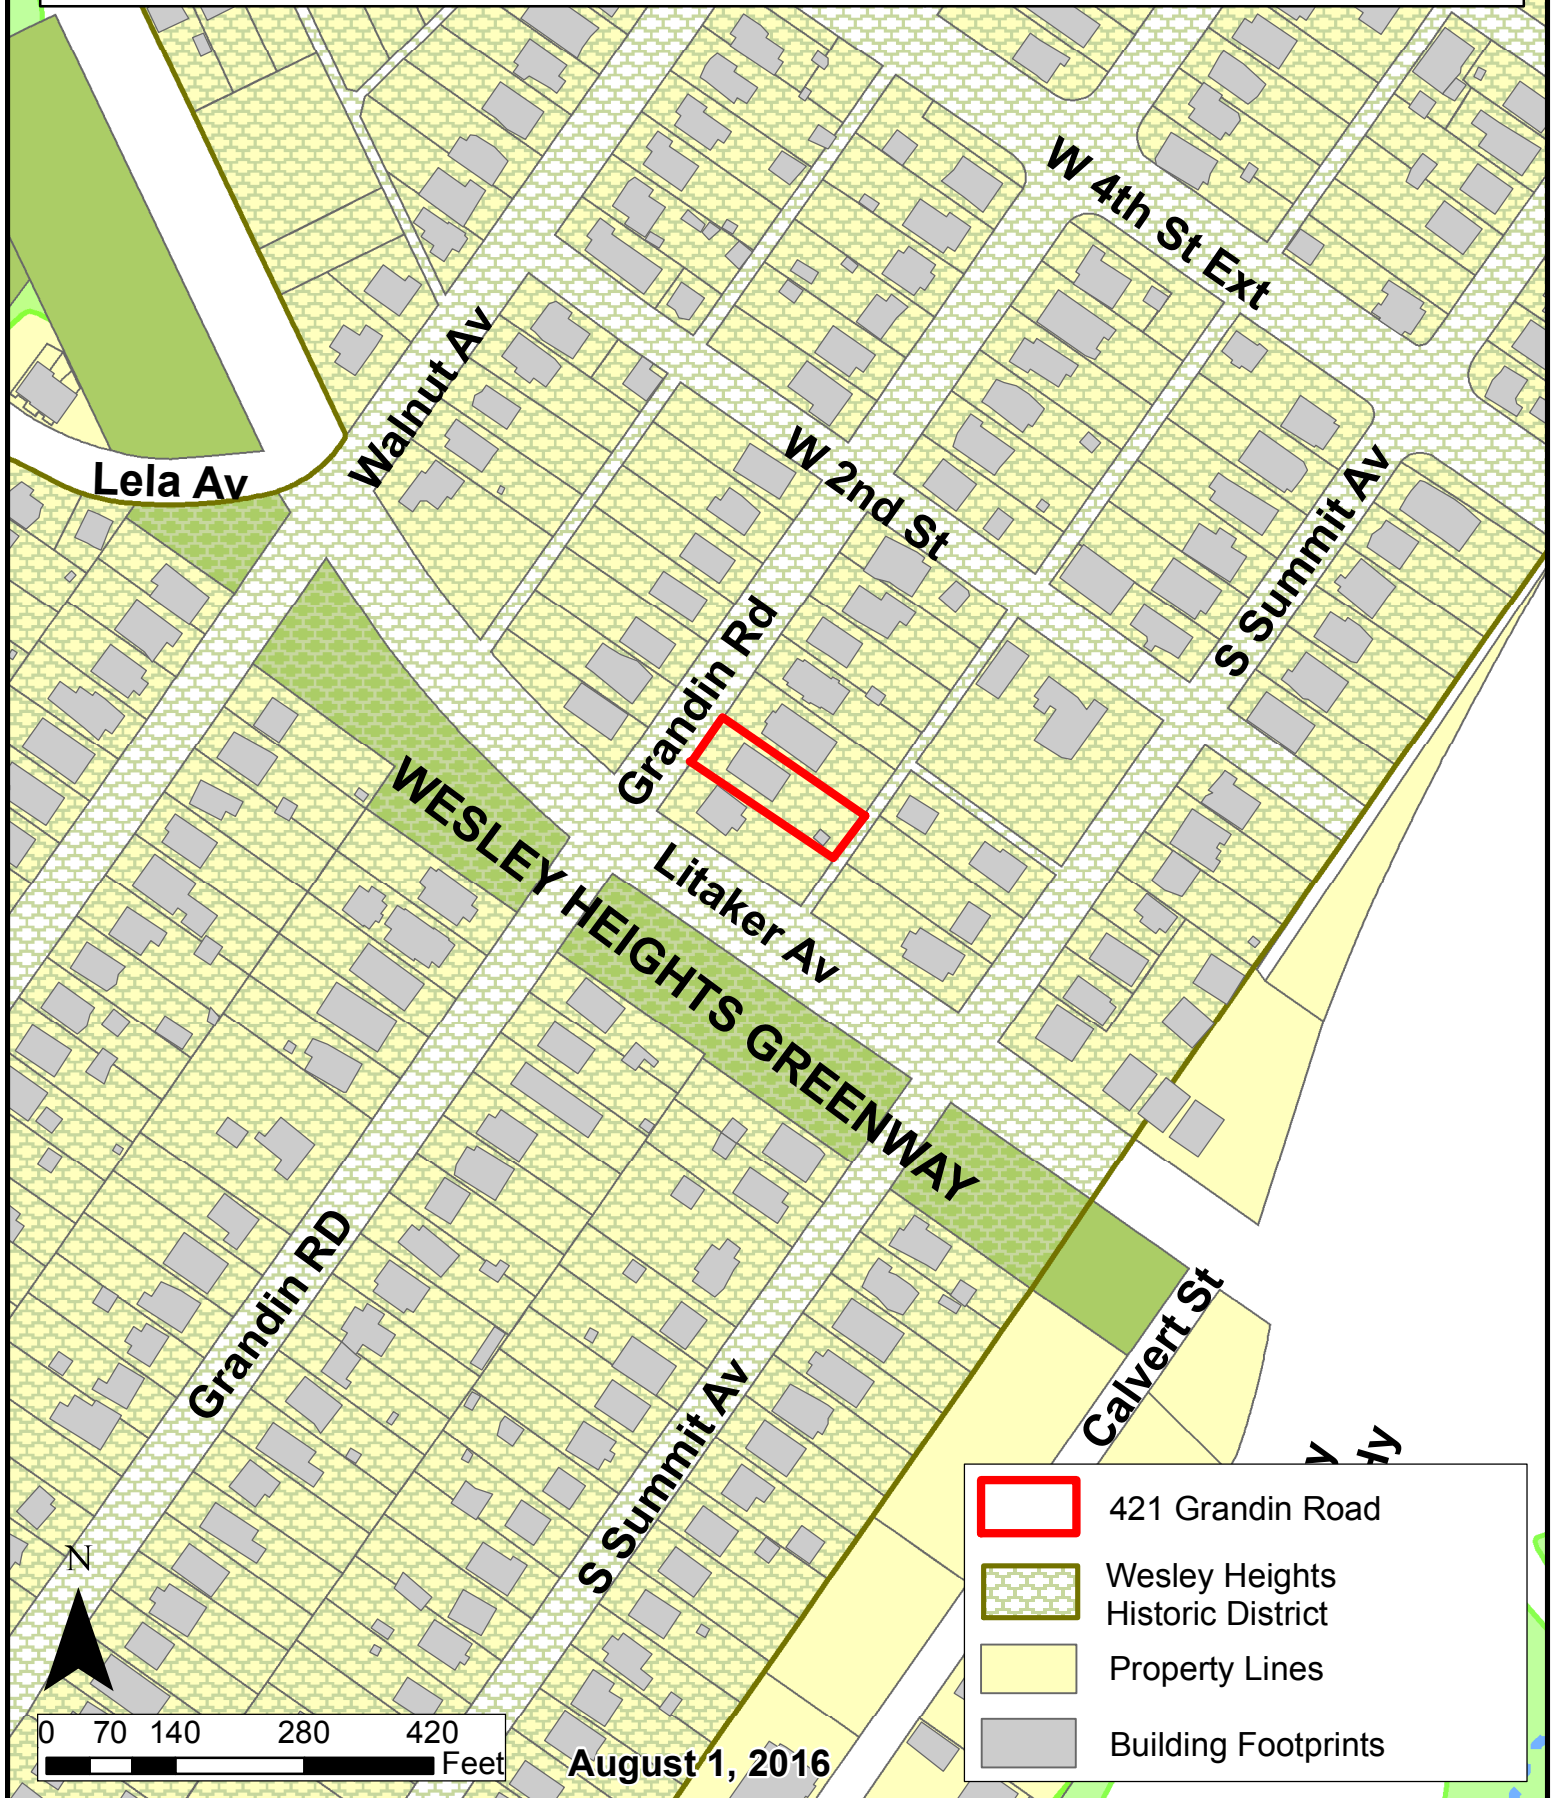 W 4th St Ext
Walnut Av
W 2nd St
Lela Av
S Summit Av
Grandin Rd
WESLEY HEIGHTS GREENWAY
Litaker Av
Grandin RD
Calvert St
S Summit Av
y
Hy
421 Grandin Road
Wesley Heights
Historic District
Property Lines
Building Footprints
N
0 70 140 280 420
Feet
August 1, 2016